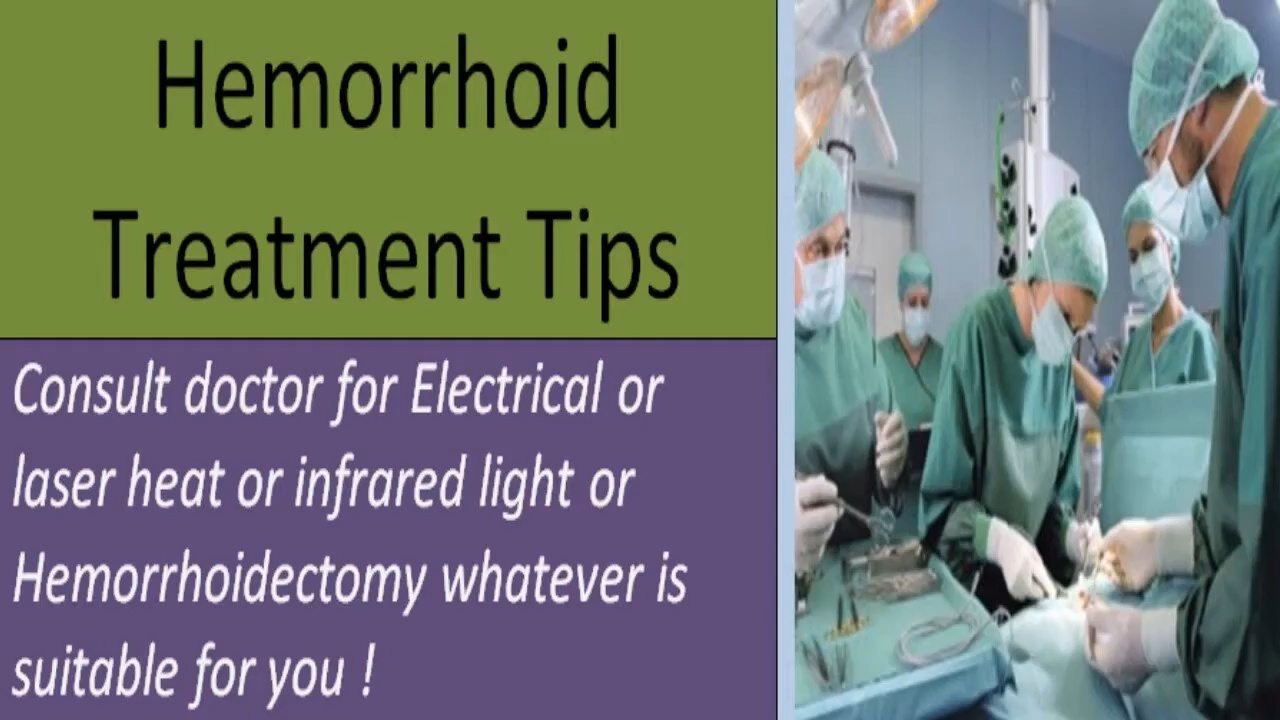 Hemorrhoid
Treatment Tips
Consult doctor for Electrical or
laser heat or infrared light or
Hemorrhoidectomy whatever is
suitable for you !